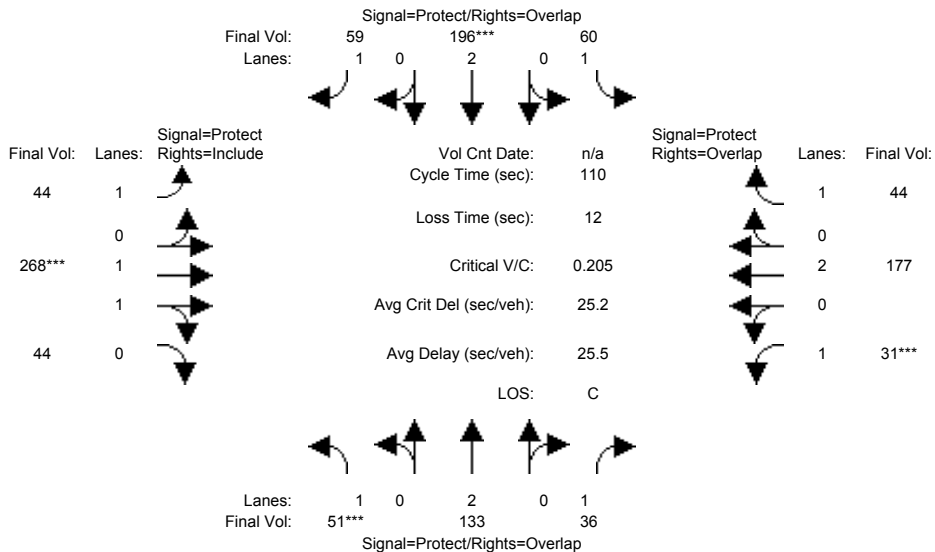 Signal=Protect/Rights=Overlap
Final Vol: 59 196*** 60
Lanes: 1 0 2 0 1
Signal=Protect Signal=Protect
Final Vol: Lanes: Rights=Include Vol Cnt Date: n/a Rights=Overlap Lanes: Final Vol:
Cycle Time (sec): 110
44 1 1 44
Loss Time (sec): 12
0 0
268*** 1 Critical V/C: 0.205 2 177
1 Avg Crit Del (sec/veh): 25.2 0
44 0 Avg Delay (sec/veh): 25.5 1 31***
LOS: C
Lanes: 1 0 2 0 1
Final Vol: 51*** 133 36
Signal=Protect/Rights=Overlap